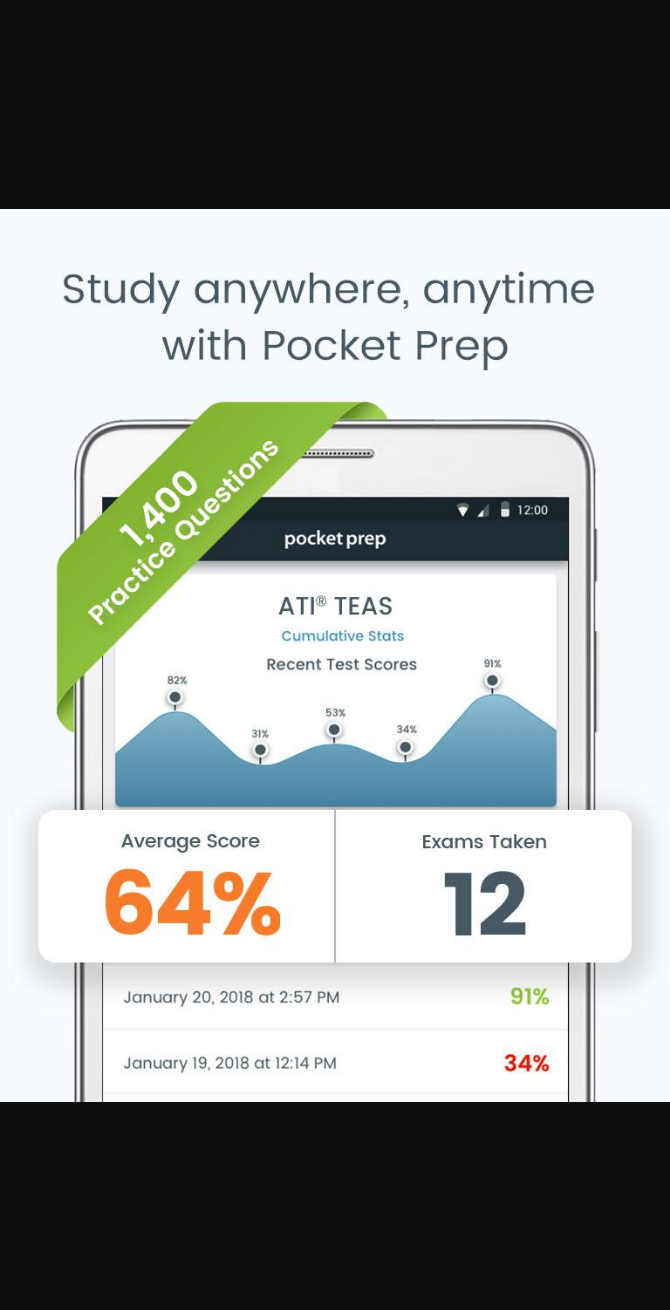 Study anywhere, anytime
with Pocket Prep
1,400
Practice Questions
12:00
pocket prep
ATI® TEAS
Cumulative Stats
Recent Test Scores
82%
31%
53%
34%
91%
Average Score
64%
Exams Taken
12
January 20, 2018 at 2:57 PM 91%
January 19, 2018 at 12:14 PM 34%